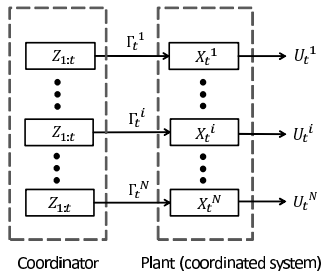 Z₁:ₜ Γₜ¹ Xₜ¹ Uₜ¹
Z₁:ₜ Γₜⁱ Xₜⁱ Uₜⁱ
Z₁:ₜ Γₜᴺ Xₜᴺ Uₜᴺ
Coordinator Plant (coordinated system)